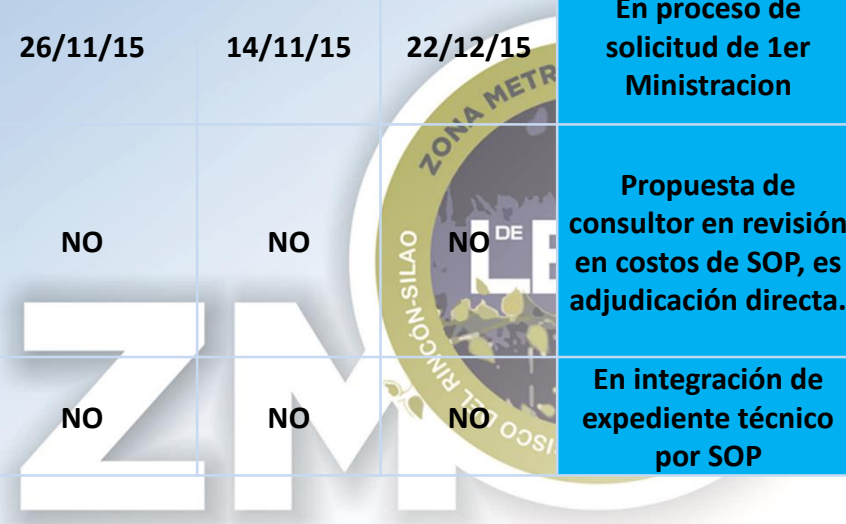 26/11/15 14/11/15 22/12/15 En proceso de
solicitud de 1er
Ministracion
NO NO NO Propuesta de
consultor en revisión
en costos de SOP, es
adjudicación directa.
NO NO NO En integración de
expediente técnico
por SOP
ZONA METR
DE
RINCÓN-SILAO
DEL
ZM